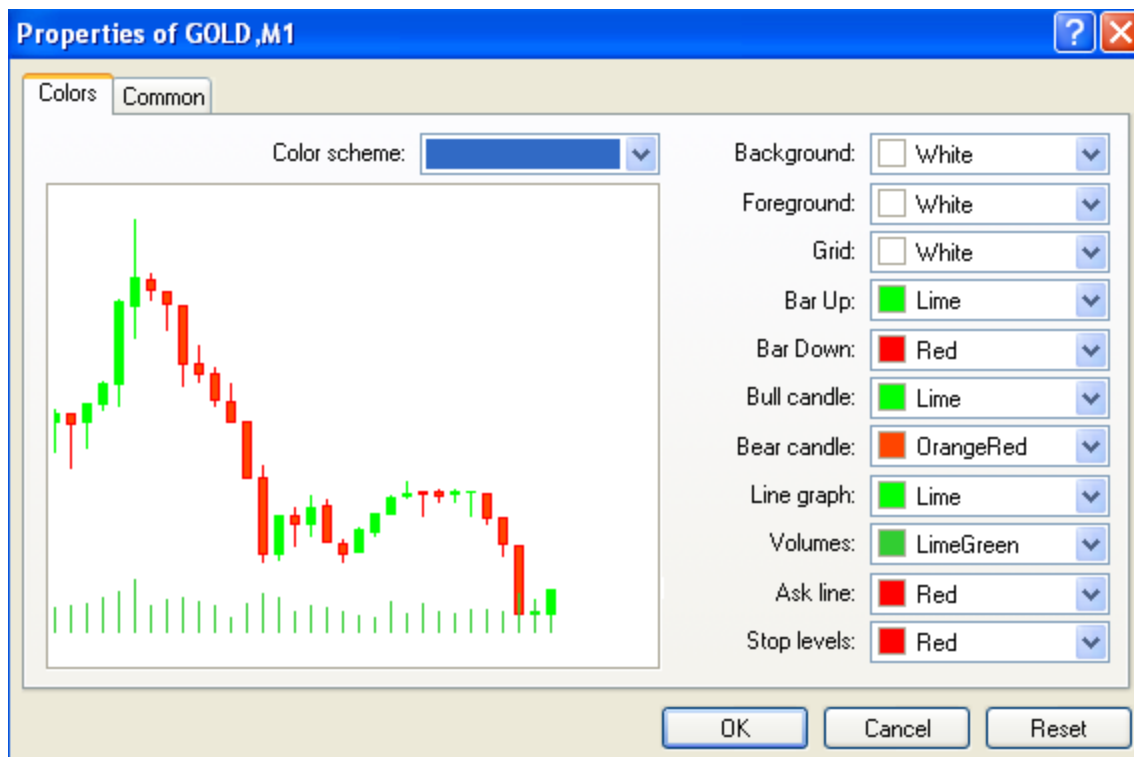 Properties of GOLD,M1
Colors
Common
Color scheme:
Background: White
Foreground: White
Grid: White
Bar Up: Lime
Bar Down: Red
Bull candle: Lime
Bear candle: OrangeRed
Line graph: Lime
Volumes: LimeGreen
Ask line: Red
Stop levels: Red
OK Cancel Reset